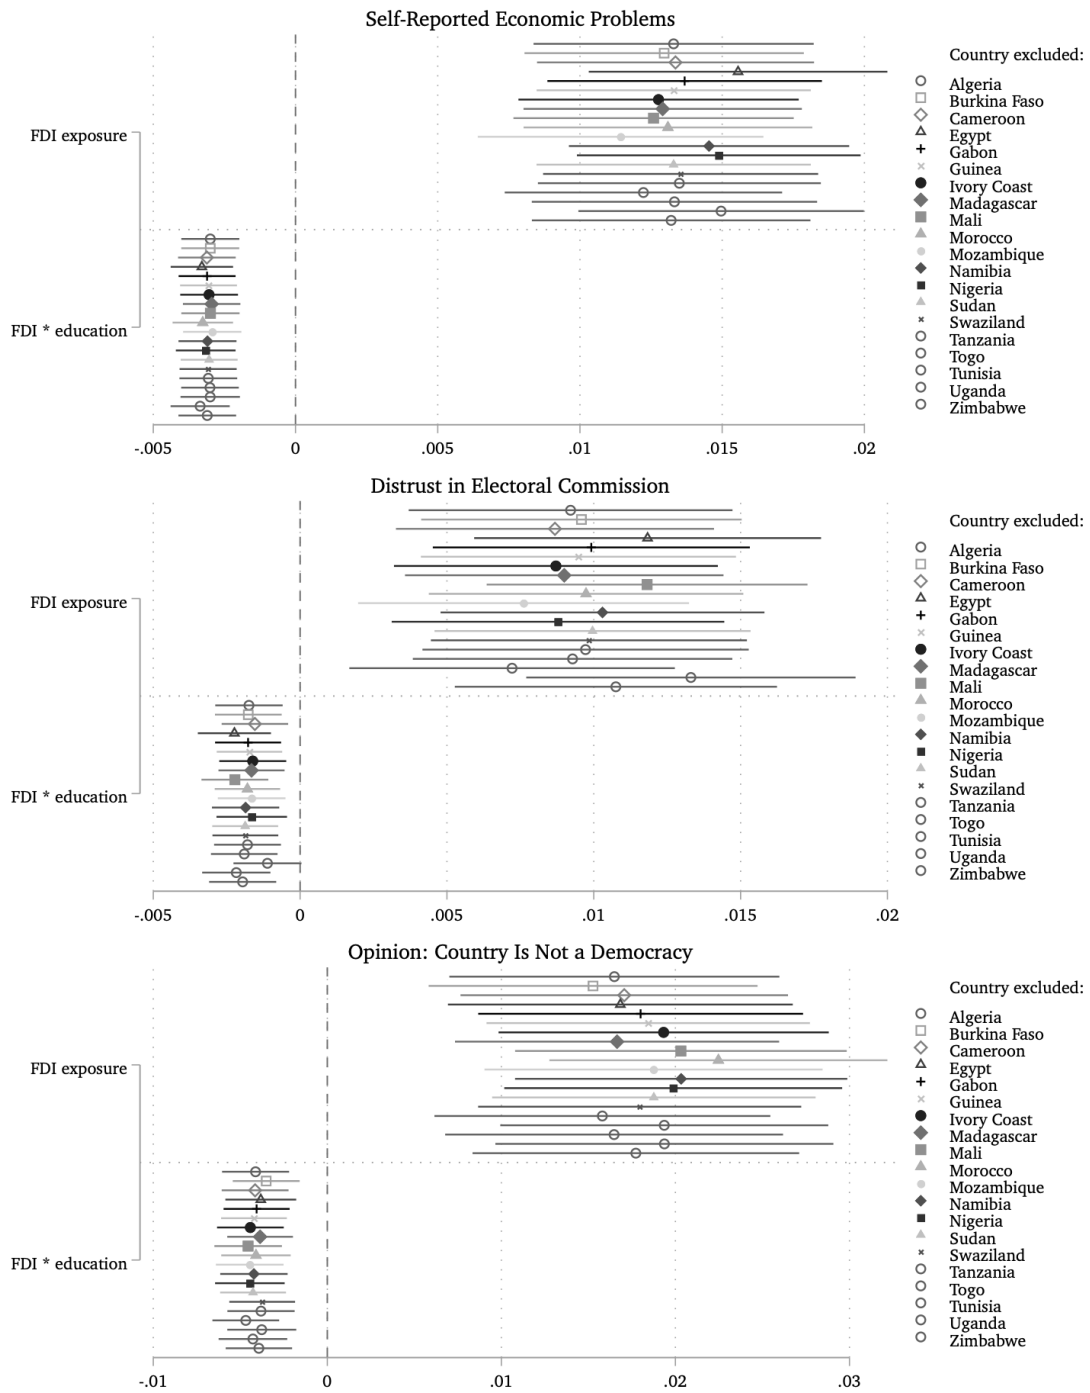 Self-Reported Economic Problems
Country excluded:
Algeria
Burkina Faso
Cameroon
Egypt
Gabon
Guinea
Ivory Coast
Madagascar
Mali
Morocco
Mozambique
Namibia
Nigeria
Sudan
Swaziland
Tanzania
Togo
Tunisia
Uganda
Zimbabwe
FDI exposure
FDI * education
-.005 0 .005 .01 .015 .02
Distrust in Electoral Commission
Country excluded:
Algeria
Burkina Faso
Cameroon
Egypt
Gabon
Guinea
Ivory Coast
Madagascar
Mali
Morocco
Mozambique
Namibia
Nigeria
Sudan
Swaziland
Tanzania
Togo
Tunisia
Uganda
Zimbabwe
FDI exposure
FDI * education
-.005 0 .005 .01 .015 .02
Opinion: Country Is Not a Democracy
Country excluded:
Algeria
Burkina Faso
Cameroon
Egypt
Gabon
Guinea
Ivory Coast
Madagascar
Mali
Morocco
Mozambique
Namibia
Nigeria
Sudan
Swaziland
Tanzania
Togo
Tunisia
Uganda
Zimbabwe
FDI exposure
FDI * education
-.01 0 .01 .02 .03